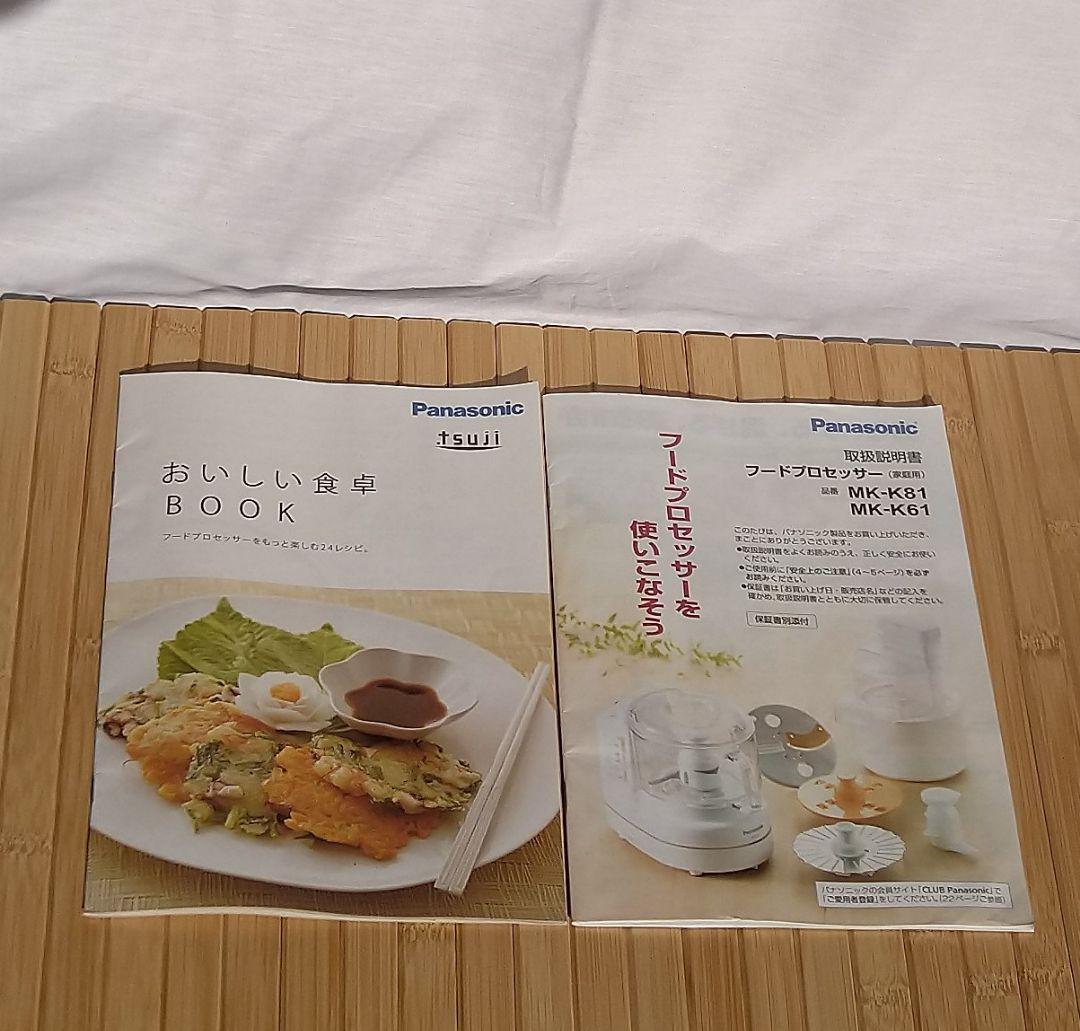 Panasonic
tsuji
おいしい食卓
BOOK
フードプロセッサーをもっと楽しむ24レシピ。
Panasonic
取扱説明書
フードプロセッサー(家庭用)
品番 MK-K81
MK-K61
フードプロセッサーを
使いこなそう
このたびは、パナソニック製品をお買い上げいただき、
まことにありがとうございます。
●取扱説明書をよくお読みのうえ、正しく安全にお使い
ください。
●ご使用前に「安全上のご注意」(4〜5ページ)を必ず
お読みください。
●保証書は「お買い上げ日・販売店名」などの記入を
確かめ、取扱説明書とともに大切に保管してください。
保証書別添付
Panasonic
パナソニックの会員サイト「CLUB Panasonic」で
「ご愛用者登録」をしてください。(22ページご参照)